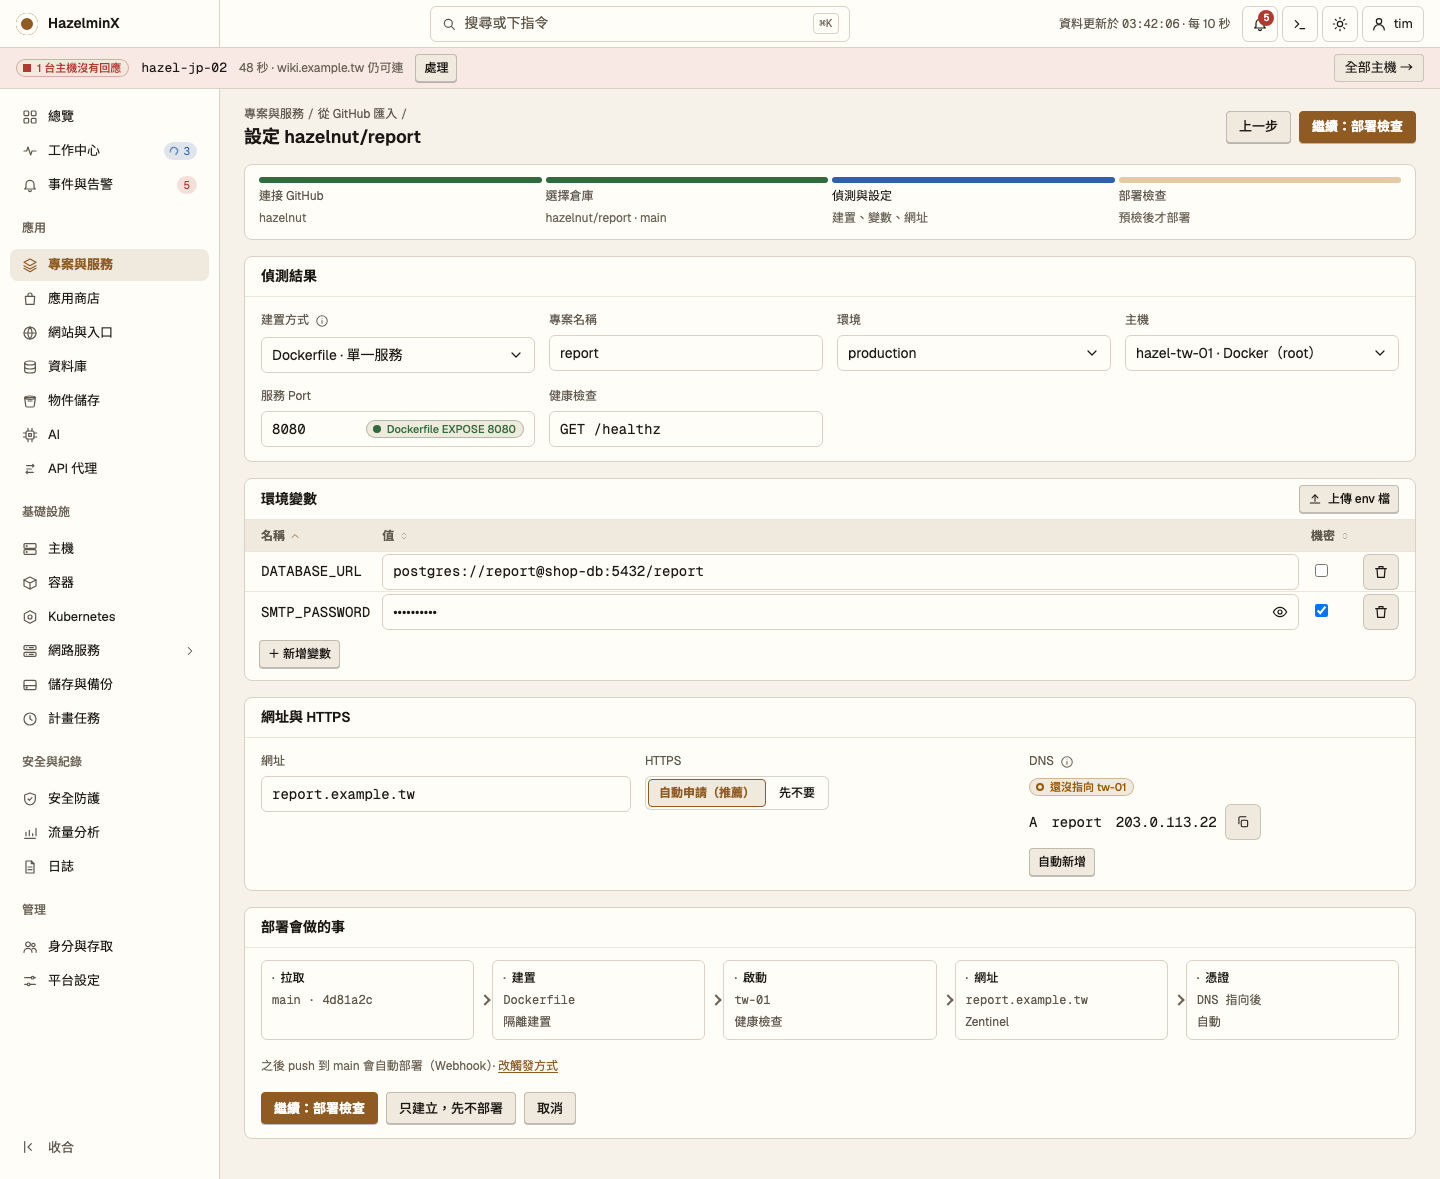 HazelminX
搜尋或下指令
⌘K
資料更新於 03:42:06 · 每 10 秒
5
tim
1 台主機沒有回應
hazel-jp-02
48 秒 · wiki.example.tw 仍可連
處理
全部主機 →
總覽
工作中心
3
事件與告警
5
應用
專案與服務
應用商店
網站與入口
資料庫
物件儲存
AI
API 代理
基礎設施
主機
容器
Kubernetes
網路服務
儲存與備份
計畫任務
安全與紀錄
安全防護
流量分析
日誌
管理
身分與存取
平台設定
收合
專案與服務 / 從 GitHub 匯入 /
設定 hazelnut/report
上一步
繼續：部署檢查
連接 GitHub
hazelnut
選擇倉庫
hazelnut/report · main
偵測與設定
建置、變數、網址
部署檢查
預檢後才部署
偵測結果
建置方式
Dockerfile · 單一服務
專案名稱
report
環境
production
主機
hazel-tw-01 · Docker（root）
服務 Port
8080
Dockerfile EXPOSE 8080
健康檢查
GET /healthz
環境變數
上傳 env 檔
名稱
值
機密
DATABASE_URL
postgres://report@shop-db:5432/report
SMTP_PASSWORD
••••••••••
新增變數
網址與 HTTPS
網址
report.example.tw
HTTPS
自動申請（推薦）
先不要
DNS
還沒指向 tw-01
A report 203.0.113.22
自動新增
部署會做的事
· 拉取
main · 4d81a2c
· 建置
Dockerfile
隔離建置
· 啟動
tw-01
健康檢查
· 網址
report.example.tw
Zentinel
· 憑證
DNS 指向後
自動
之後 push 到 main 會自動部署（Webhook）· 改觸發方式
繼續：部署檢查
只建立，先不部署
取消